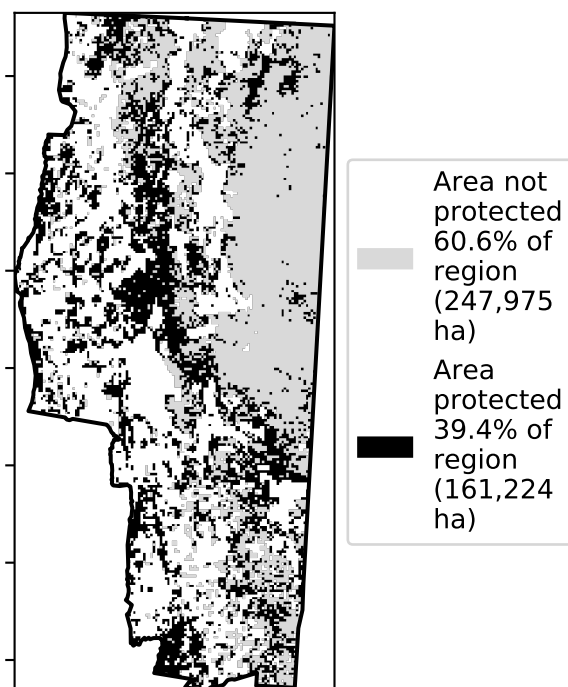 Area not
protected
60.6% of
region
(247,975
ha)
Area
protected
39.4% of
region
(161,224
ha)